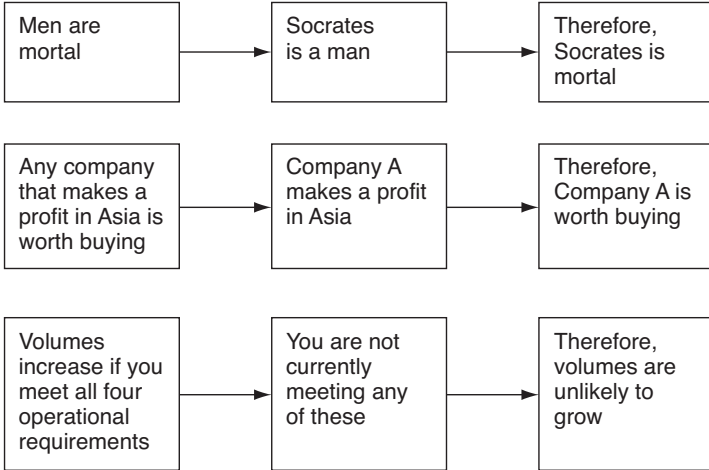 Men are
mortal
Socrates
is a man
Therefore,
Socrates is
mortal
Any company
that makes a
profit in Asia is
worth buying
Company A
makes a profit
in Asia
Therefore,
Company A is
worth buying
Volumes
increase if you
meet all four
operational
requirements
You are not
currently
meeting any
of these
Therefore,
volumes are
unlikely to
grow